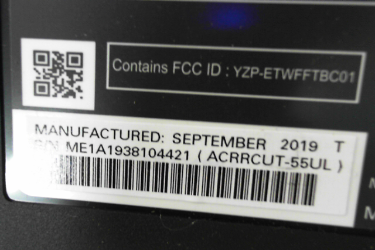 Contains FCC ID : YZP-ETWFFTBC01
MANUFACTURED: SEPTEMBER 2019 T
ME1A1938104421 ( ACRRCUT-55UL )